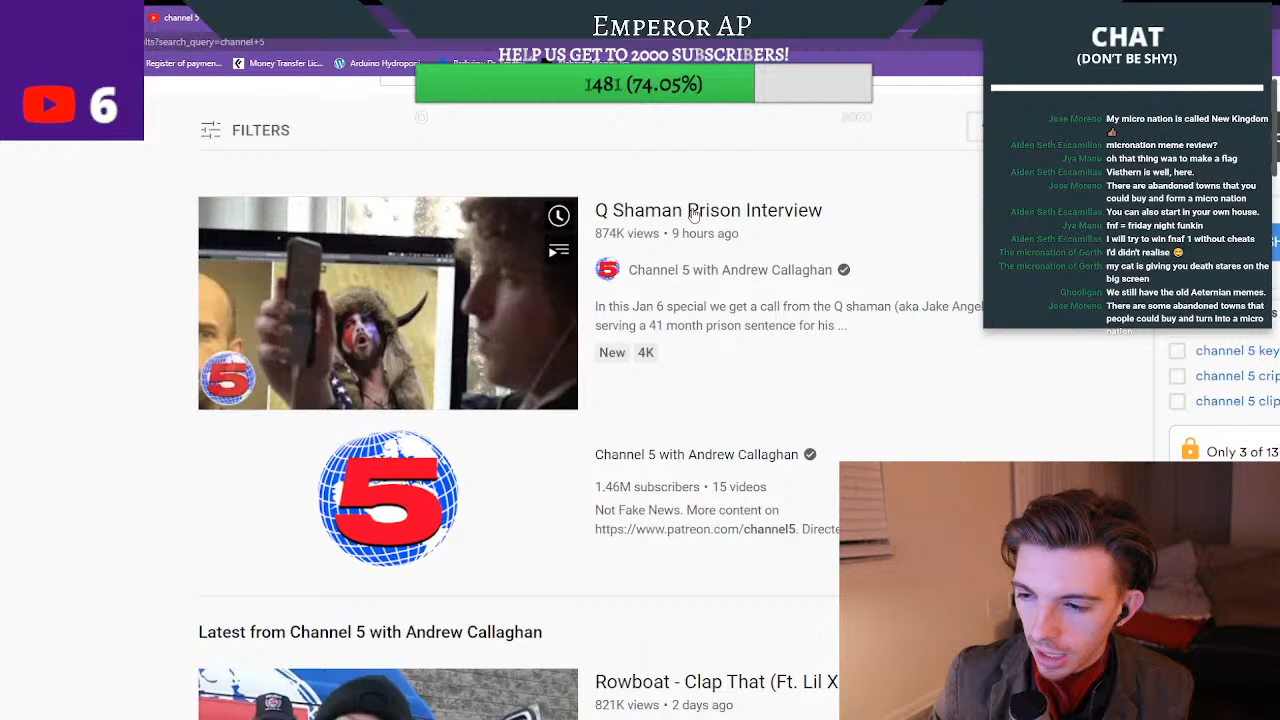 channel 5
EMPEROR AP
HELP US GET TO 2000 SUBSCRIBERS!
1481 (74.05%)
0
2000
6
CHAT
(DON'T BE SHY!)
lts?search_query=channel+5
Register of paymen...
Money Transfer Lic...
Arduino Hydroponi...
FILTERS
Jose Moreno My micro nation is called New Kingdom
👍
Aiden Seth Escamillas micronation meme review?
Jya Manu oh that thing was to make a flag
Aiden Seth Escamillas Visthern is well, here.
Jose Moreno There are abandoned towns that you
could buy and form a micro nation
Aiden Seth Escamillas You can also start in your own house.
Jya Manu fnf = friday night funkin
Aiden Seth Escamillas I will try to win fnaf 1 without cheats
The micronation of Gorth I'd didn't realise 😊
The micronation of Gorth my cat is giving you death stares on the
big screen
Ghooligan We still have the old Aeternian memes.
Jose Moreno There are some abandoned towns that
people could buy and turn into a micro
nation
Q Shaman Prison Interview
874K views • 9 hours ago
5 Channel 5 with Andrew Callaghan
In this Jan 6 special we get a call from the Q shaman (aka Jake Angel
serving a 41 month prison sentence for his ...
New 4K
5
channel 5 key
channel 5 crip
channel 5 clip
Only 3 of 13
5
Channel 5 with Andrew Callaghan
1.46M subscribers • 15 videos
Not Fake News. More content on
https://www.patreon.com/channel5. Directe
Latest from Channel 5 with Andrew Callaghan
Rowboat - Clap That (Ft. Lil X
821K views • 2 days ago